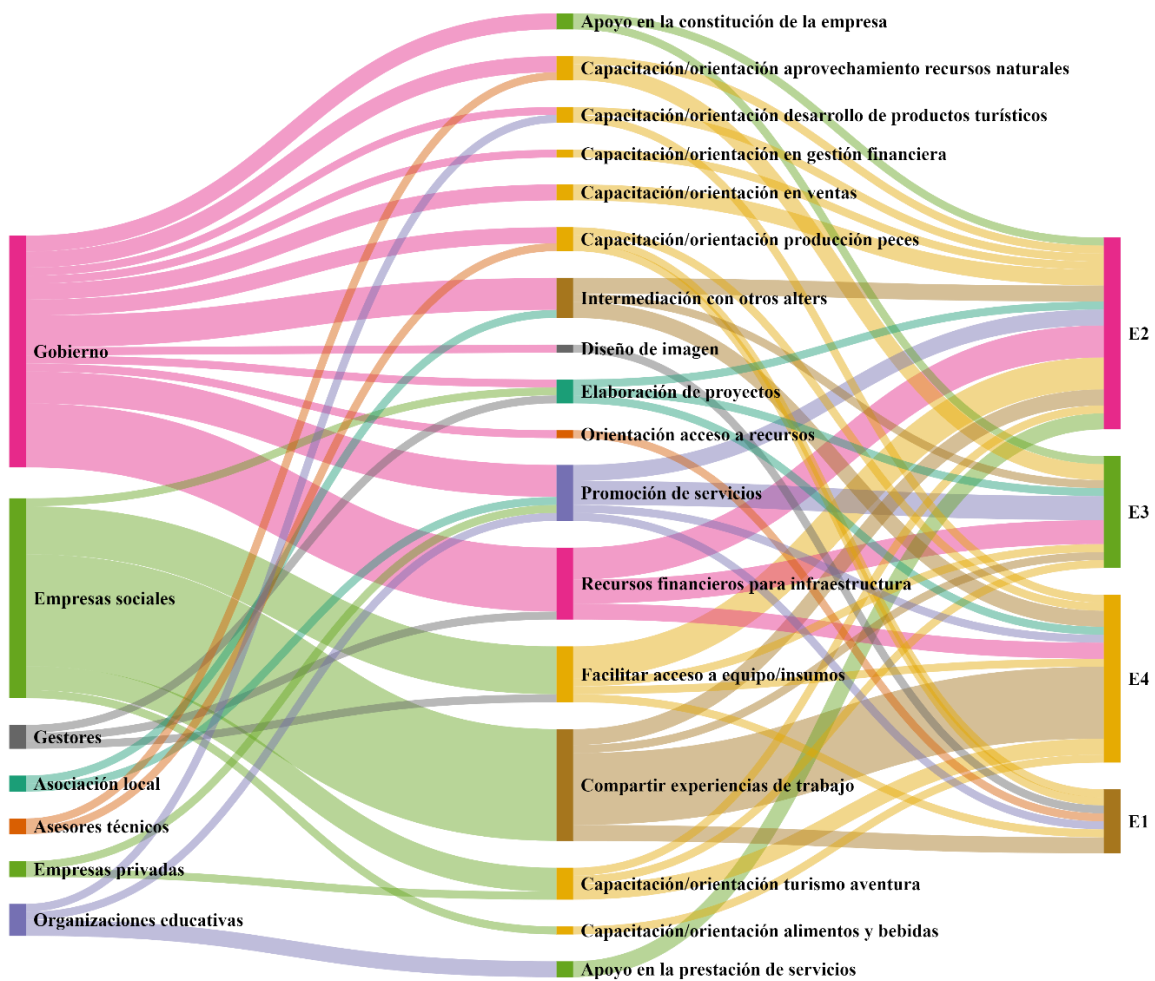 Gobierno
Empresas sociales
Gestores
Asociación local
Asesores técnicos
Empresas privadas
Organizaciones educativas
Apoyo en la constitución de la empresa
Capacitación/orientación aprovechamiento recursos naturales
Capacitación/orientación desarrollo de productos turísticos
Capacitación/orientación en gestión financiera
Capacitación/orientación en ventas
Capacitación/orientación producción peces
Intermediación con otros alters
Diseño de imagen
Elaboración de proyectos
Orientación acceso a recursos
Promoción de servicios
Recursos financieros para infraestructura
Facilitar acceso a equipo/insumos
Compartir experiencias de trabajo
Capacitación/orientación turismo aventura
Capacitación/orientación alimentos y bebidas
Apoyo en la prestación de servicios
E2
E3
E4
E1